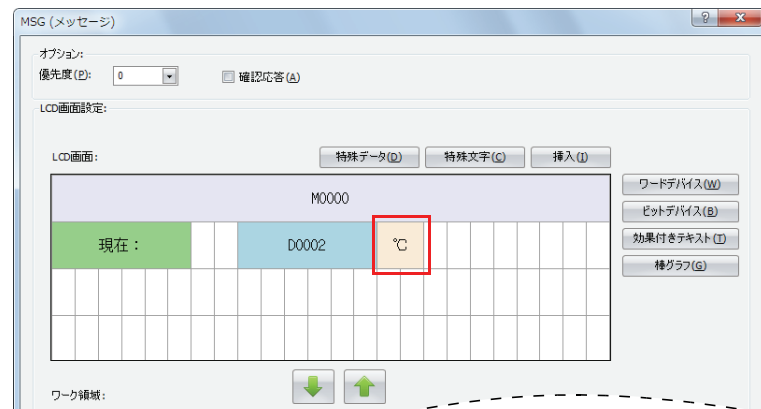 MSG (メッセージ)
オプション:
優先度(P): 0 確認応答(A)
LCD画面設定:
LCD画面: 特殊データ(D) 特殊文字(C) 挿入(I)
M0000
現在： D0002 ℃
ワードデバイス(W)
ビットデバイス(B)
効果付きテキスト(T)
棒グラフ(G)
ワーク領域: